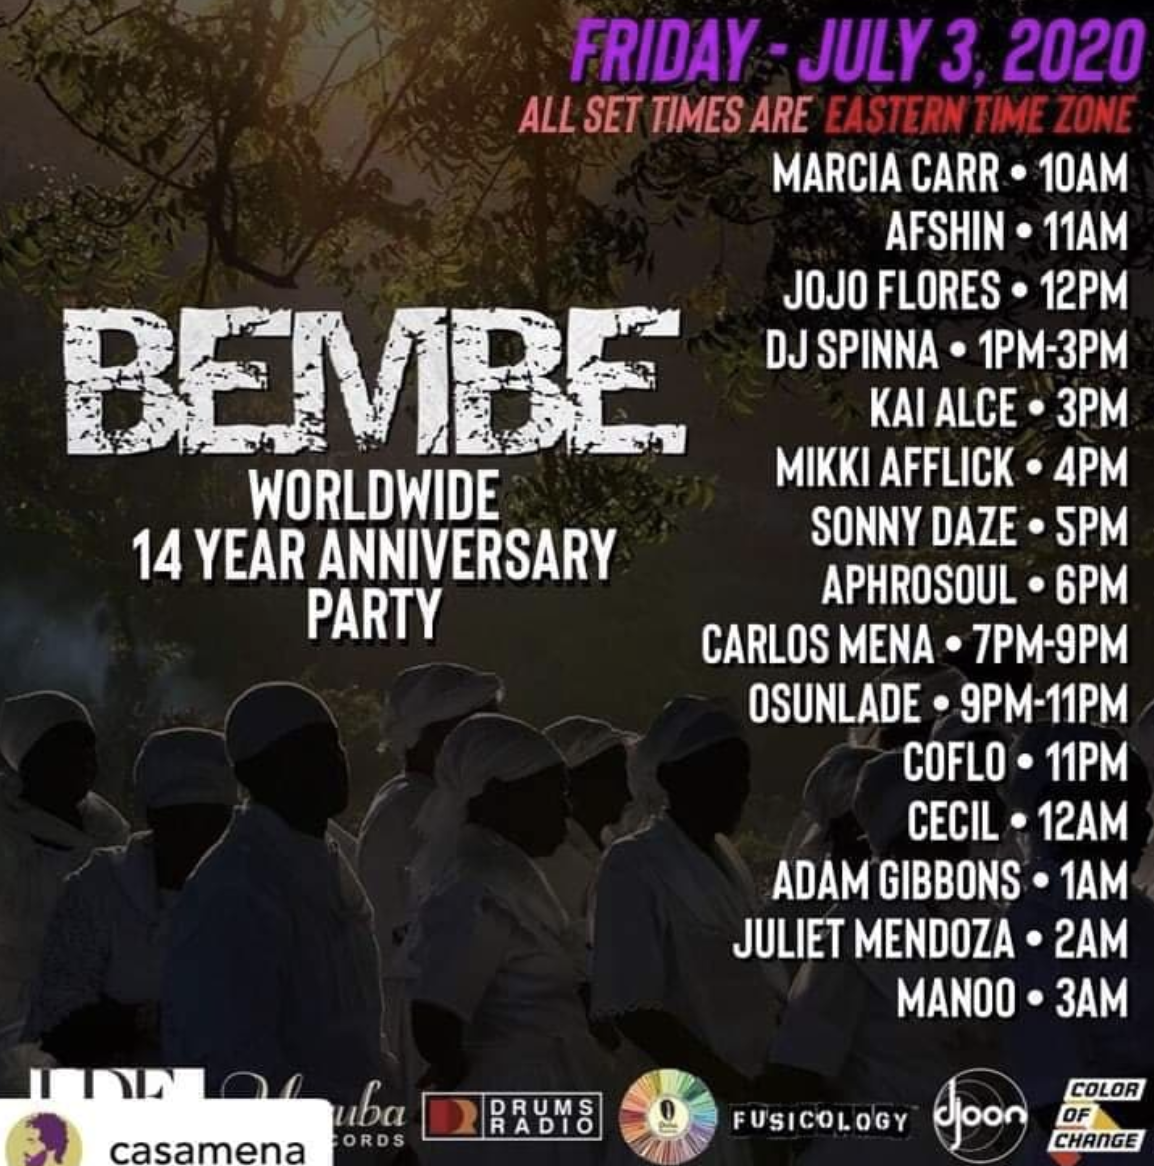 FRIDAY - JULY 3, 2020
ALL SET TIMES ARE EASTERN TIME ZONE
MARCIA CARR • 10AM
AFSHIN • 11AM
JOJO FLORES • 12PM
DJ SPINNA • 1PM-3PM
KAI ALCE • 3PM
MIKKI AFFLICK • 4PM
SONNY DAZE • 5PM
APHROSOUL • 6PM
CARLOS MENA • 7PM-9PM
OSUNLADE • 9PM-11PM
COFLO • 11PM
CECIL • 12AM
ADAM GIBBONS • 1AM
JULIET MENDOZA • 2AM
MANOO • 3AM
BEMBE
WORLDWIDE
14 YEAR ANNIVERSARY
PARTY
DRUMS
RADIO
FUSICOLOGY
djoon
COLOR
OF
CHANGE
casamena